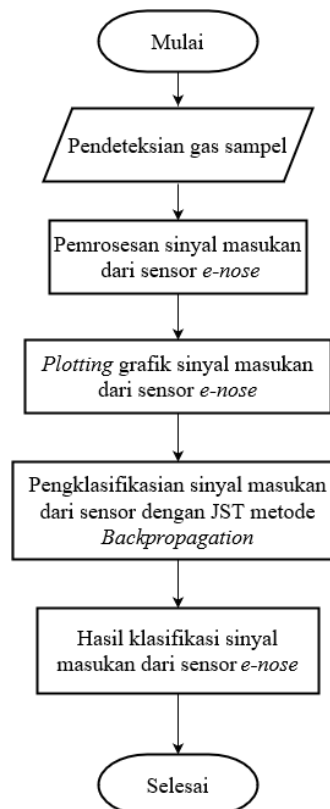 Mulai
Pendeteksian gas sampel
Pemrosesan sinyal masukan
dari sensor e-nose
Plotting grafik sinyal masukan
dari sensor e-nose
Pengklasifikasian sinyal masukan
dari sensor dengan JST metode
Backpropagation
Hasil klasifikasi sinyal
masukan dari sensor e-nose
Selesai